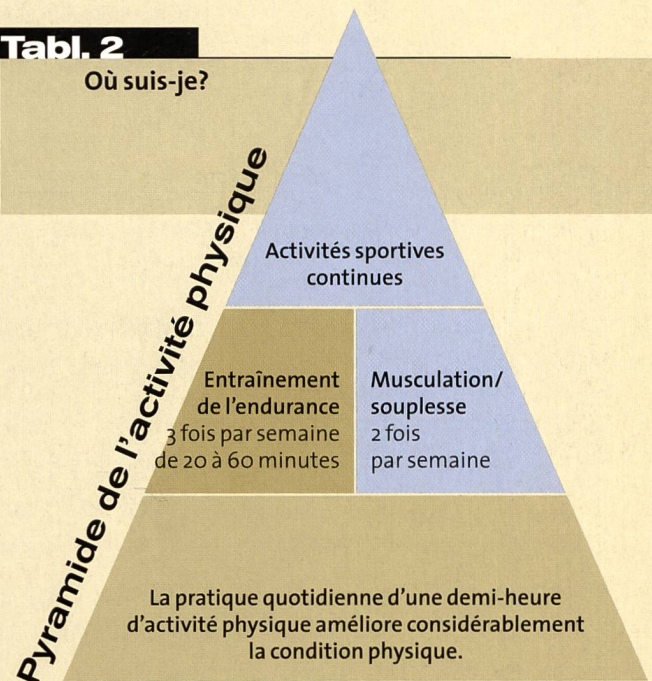 Tabl. 2
Où suis-je?
Pyramide de l'activité physique
Activités sportives
continues
Entraînement
de l'endurance
3 fois par semaine
de 20 à 60 minutes
Musculation/
souplesse
2 fois
par semaine
La pratique quotidienne d'une demi-heure
d'activité physique améliore considérablement
la condition physique.